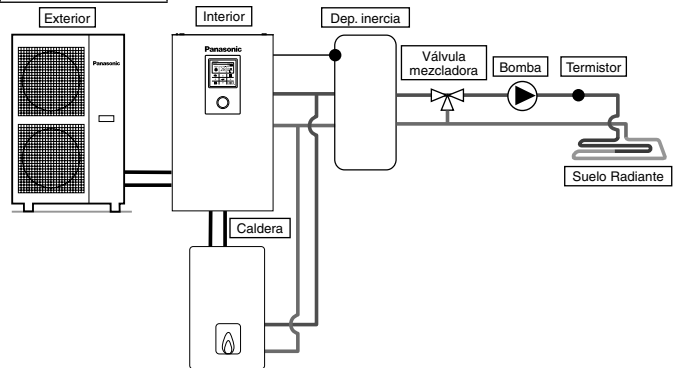 Exterior
Interior
Dep. inercia
Panasonic
Panasonic
Válvula
mezcladora
Bomba
Termistor
Suelo Radiante
Caldera